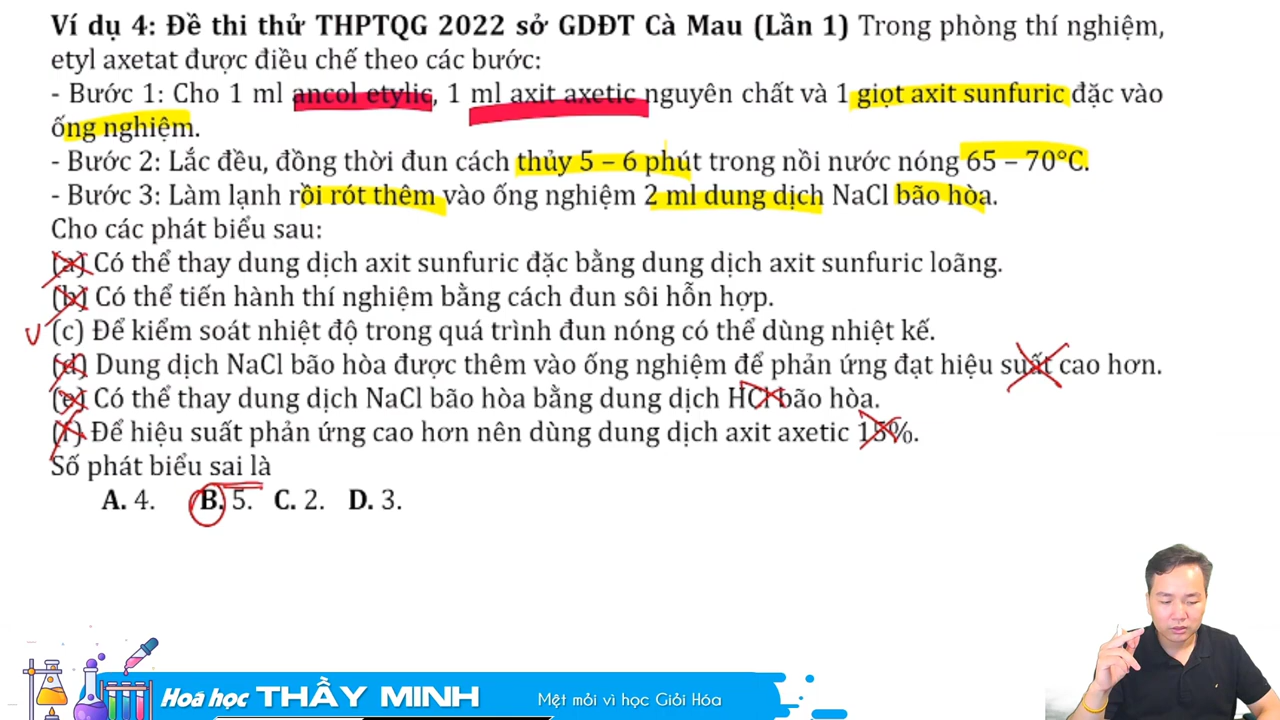 Ví dụ 4: Đề thi thử THPTQG 2022 sở GDĐT Cà Mau (Lần 1) Trong phòng thí nghiệm,
etyl axetat được điều chế theo các bước:
- Bước 1: Cho 1 ml ancol etylic, 1 ml axit axetic nguyên chất và 1 giọt axit sunfuric đặc vào
ống nghiệm.
- Bước 2: Lắc đều, đồng thời đun cách thủy 5 – 6 phút trong nồi nước nóng 65 – 70°C.
- Bước 3: Làm lạnh rồi rót thêm vào ống nghiệm 2 ml dung dịch NaCl bão hòa.
Cho các phát biểu sau:
(a) Có thể thay dung dịch axit sunfuric đặc bằng dung dịch axit sunfuric loãng.
(b) Có thể tiến hành thí nghiệm bằng cách đun sôi hỗn hợp.
(c) Để kiểm soát nhiệt độ trong quá trình đun nóng có thể dùng nhiệt kế.
(d) Dung dịch NaCl bão hòa được thêm vào ống nghiệm để phản ứng đạt hiệu suất cao hơn.
(e) Có thể thay dung dịch NaCl bão hòa bằng dung dịch HCl bão hòa.
(f) Để hiệu suất phản ứng cao hơn nên dùng dung dịch axit axetic 15%.
Số phát biểu sai là
A. 4. B. 5. C. 2. D. 3.
Hoá học THẦY MINH Mệt mỏi vì học Giỏi Hóa